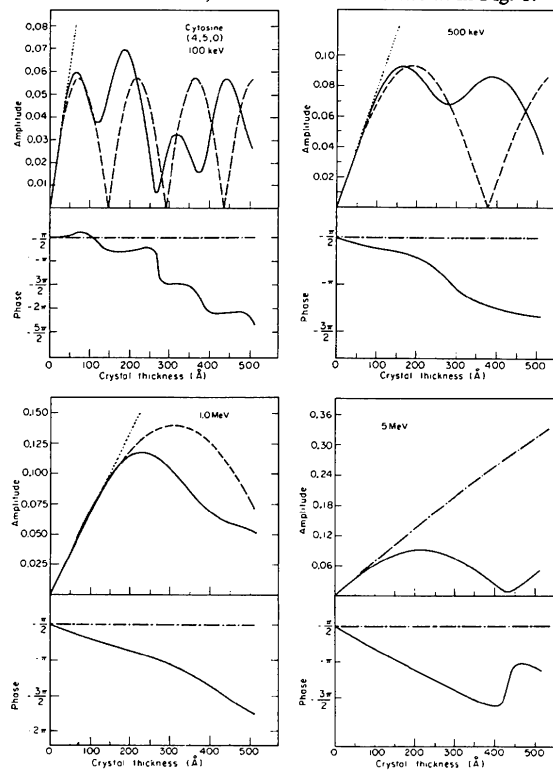 in Fig. 1.
0.08
0.07
0.06
0.05
0.04
0.03
0.02
0.01
Amplitude
Cytosine
(4,5,0)
100 keV
-π/2
-π
-3π/2
-2π
-5π/2
Phase
0 100 200 300 400 500
Crystal thickness (Å)
0.10
0.08
0.06
0.04
0.02
Amplitude
500 keV
-π/2
-π
-3π/2
Phase
0 100 200 300 400 500
Crystal thickness (Å)
0.150
0.125
0.100
0.075
0.050
0.025
Amplitude
1.0 MeV
-π/2
-π
-3π/2
-2π
Phase
0 100 200 300 400 500
Crystal thickness (Å)
0.36
0.30
0.24
0.18
0.12
0.06
Amplitude
5 MeV
-π/2
-π
-3π/2
Phase
0 100 200 300 400 500
Crystal thickness (Å)